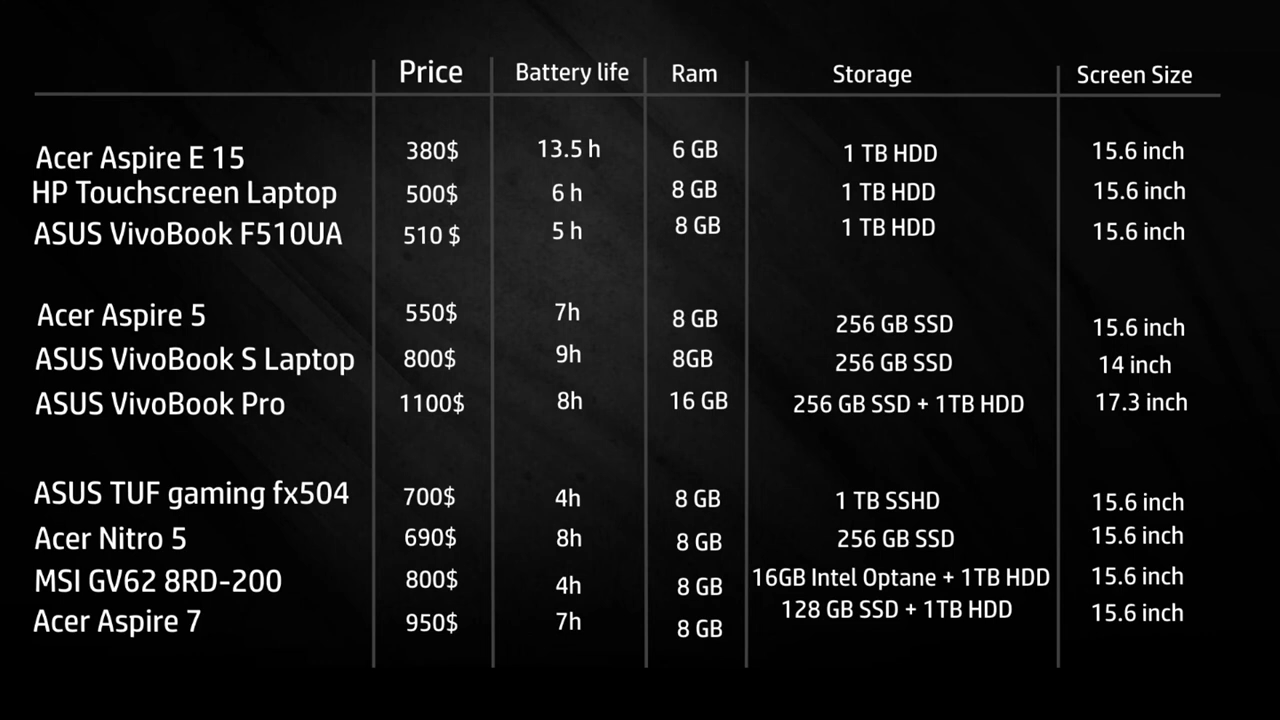 Price Battery life Ram Storage Screen Size
Acer Aspire E 15 380$ 13.5 h 6 GB 1 TB HDD 15.6 inch
HP Touchscreen Laptop 500$ 6 h 8 GB 1 TB HDD 15.6 inch
ASUS VivoBook F510UA 510 $ 5 h 8 GB 1 TB HDD 15.6 inch
Acer Aspire 5 550$ 7h 8 GB 256 GB SSD 15.6 inch
ASUS VivoBook S Laptop 800$ 9h 8GB 256 GB SSD 14 inch
ASUS VivoBook Pro 1100$ 8h 16 GB 256 GB SSD + 1TB HDD 17.3 inch
ASUS TUF gaming fx504 700$ 4h 8 GB 1 TB SSHD 15.6 inch
Acer Nitro 5 690$ 8h 8 GB 256 GB SSD 15.6 inch
MSI GV62 8RD-200 800$ 4h 8 GB 16GB Intel Optane + 1TB HDD 15.6 inch
Acer Aspire 7 950$ 7h 8 GB 128 GB SSD + 1TB HDD 15.6 inch